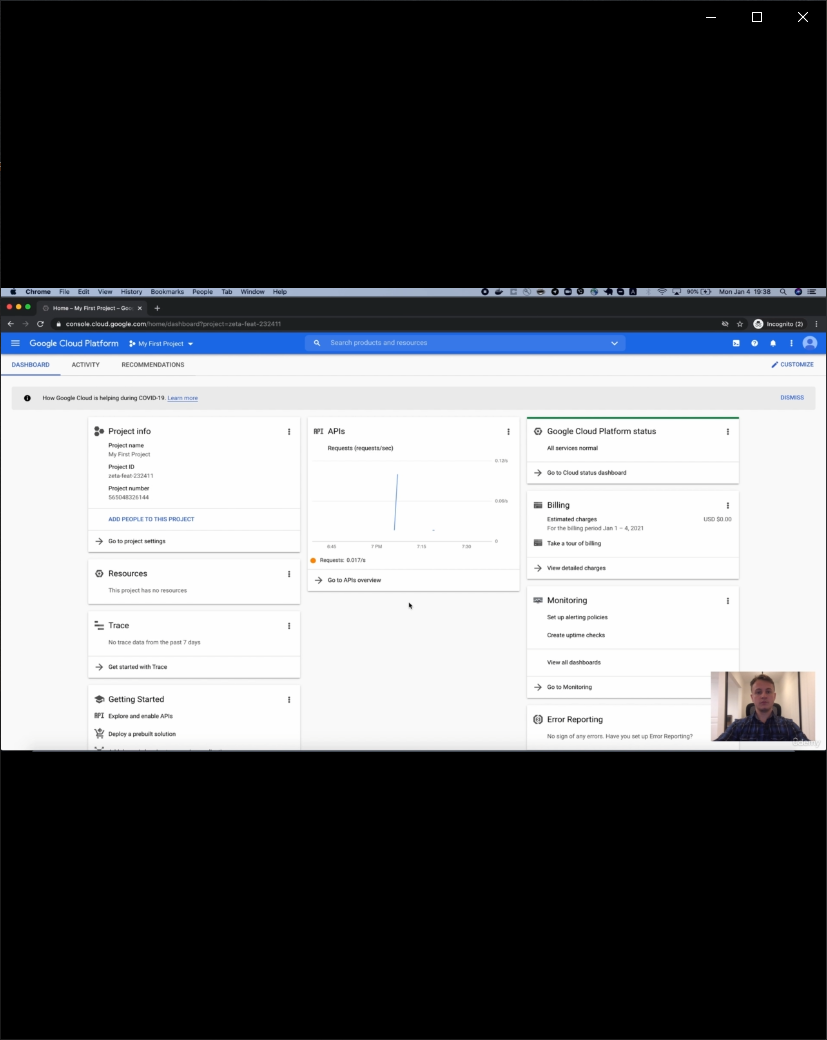 Chrome File Edit View History Bookmarks People Tab Window Help
90% Mon Jan 4 19:38
Home – My First Project – Goo
console.cloud.google.com/home/dashboard?project=zeta-feat-232411
Incognito (2)
Google Cloud Platform
My First Project
Search products and resources
DASHBOARD
ACTIVITY
RECOMMENDATIONS
CUSTOMIZE
How Google Cloud is helping during COVID-19. Learn more
DISMISS
Project info
Project name
My First Project
Project ID
zeta-feat-232411
Project number
565048326144
ADD PEOPLE TO THIS PROJECT
Go to project settings
Resources
This project has no resources
Trace
No trace data from the past 7 days
Get started with Trace
Getting Started
Explore and enable APIs
Deploy a prebuilt solution
API APIs
Requests (requests/sec)
0
6:45 7 PM 7:15 7:30
Requests: 0.017/s
Go to APIs overview
Google Cloud Platform status
All services normal
Go to Cloud status dashboard
Billing
Estimated charges
USD $0.00
For the billing period Jan 1 – 4, 2021
Take a tour of billing
View detailed charges
Monitoring
Set up alerting policies
Create uptime checks
View all dashboards
Go to Monitoring
Error Reporting
No sign of any errors. Have you set up Error Reporting?